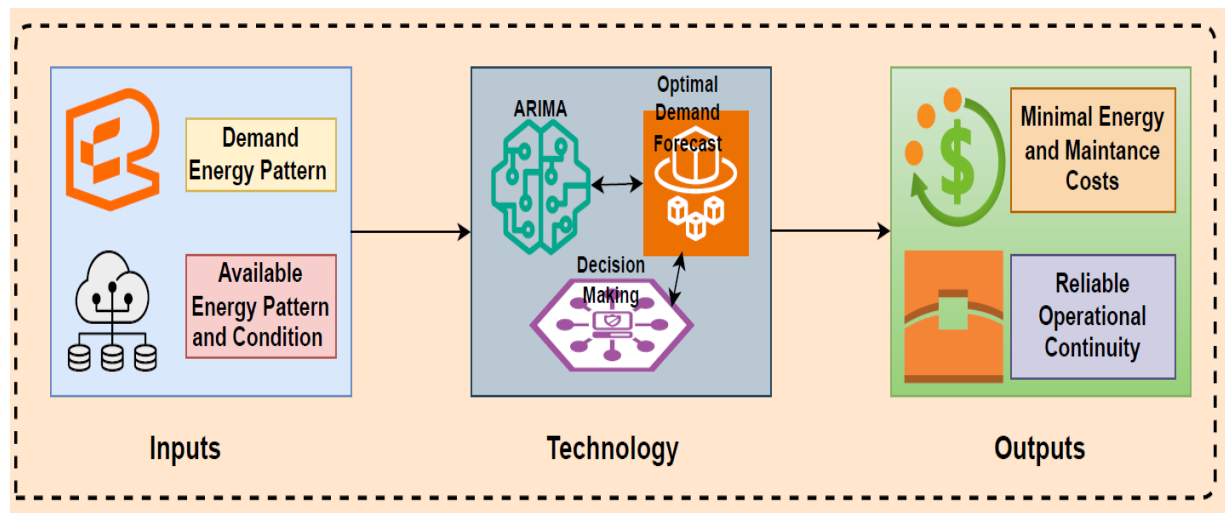 Demand
Energy Pattern
Available
Energy Pattern
and Condition
Inputs
ARIMA
Optimal
Demand
Forecast
Decision
Making
Technology
Minimal Energy
and Maintance
Costs
Reliable
Operational
Continuity
Outputs